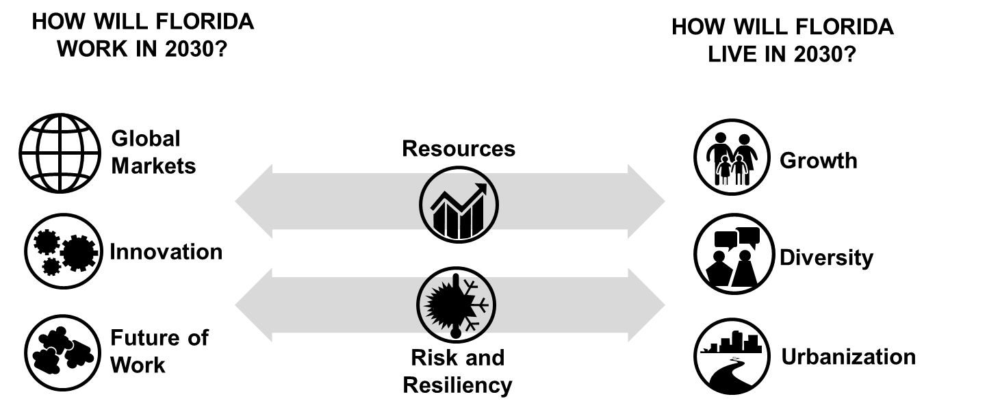 HOW WILL FLORIDA
WORK IN 2030?
Global
Markets
Innovation
Future of
Work
Resources
Risk and
Resiliency
HOW WILL FLORIDA
LIVE IN 2030?
Growth
Diversity
Urbanization